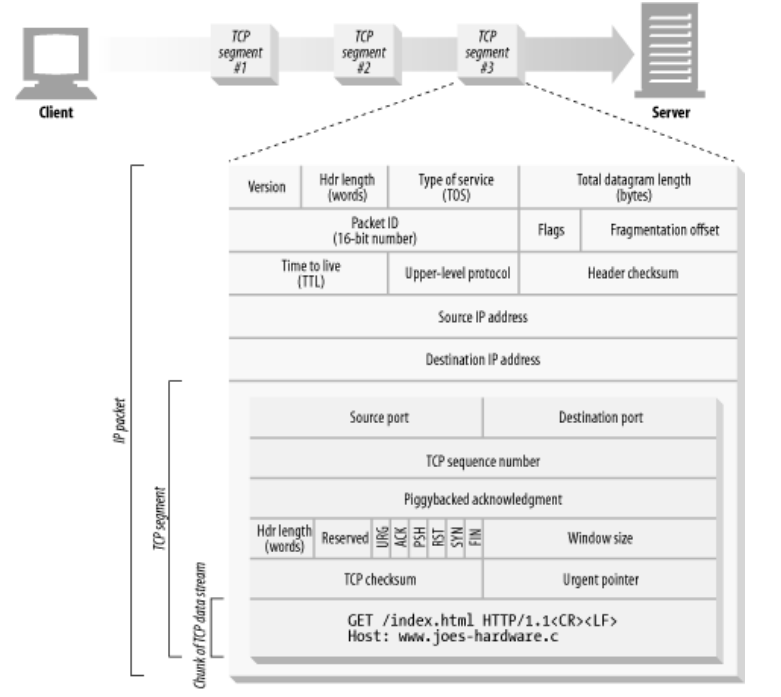 TCP
segment
#1
TCP
segment
#2
TCP
segment
#3
Client
Server
IP packet
Version
Hdr length
(words)
Type of service
(TOS)
Total datagram length
(bytes)
Packet ID
(16-bit number)
Flags
Fragmentation offset
Time to live
(TTL)
Upper-level protocol
Header checksum
Source IP address
Destination IP address
TCP segment
Source port
Destination port
TCP sequence number
Piggybacked acknowledgment
Hdr length
(words)
Reserved
URG
ACK
PSH
RST
SYN
FIN
Window size
TCP checksum
Urgent pointer
Chunk of TCP data stream
GET /index.html HTTP/1.1<CR><LF>
Host: www.joes-hardware.c